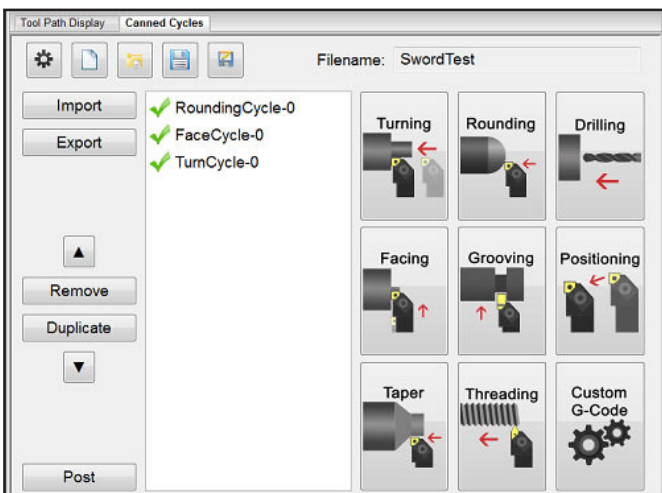 Tool Path Display
Canned Cycles
Filename: SwordTest
Import
Export
Remove
Duplicate
Post
RoundingCycle-0
FaceCycle-0
TurnCycle-0
Turning
Rounding
Drilling
Facing
Grooving
Positioning
Taper
Threading
Custom
G-Code